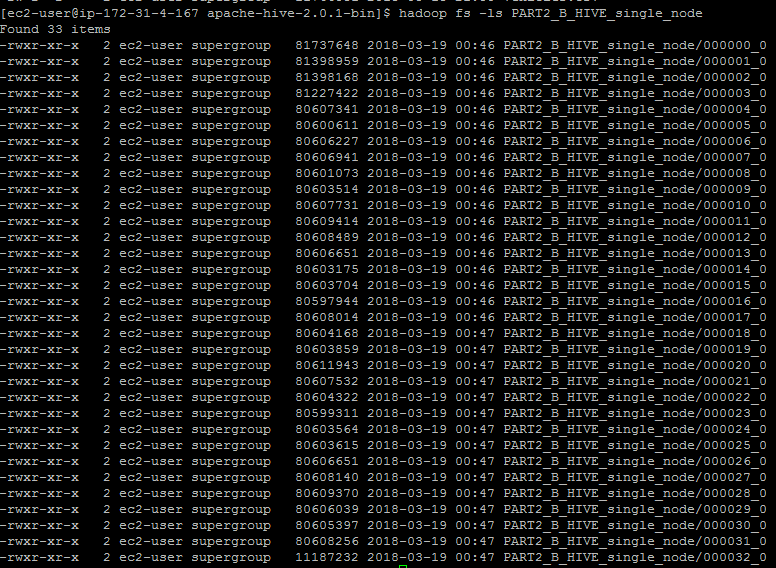 [ec2-user@ip-172-31-4-167 apache-hive-2.0.1-bin]$ hadoop fs -ls PART2_B_HIVE_single_node
Found 33 items
-rwxr-xr-x   2 ec2-user supergroup   81737648 2018-03-19 00:46 PART2_B_HIVE_single_node/000000_0
-rwxr-xr-x   2 ec2-user supergroup   81398959 2018-03-19 00:46 PART2_B_HIVE_single_node/000001_0
-rwxr-xr-x   2 ec2-user supergroup   81398168 2018-03-19 00:46 PART2_B_HIVE_single_node/000002_0
-rwxr-xr-x   2 ec2-user supergroup   81227422 2018-03-19 00:46 PART2_B_HIVE_single_node/000003_0
-rwxr-xr-x   2 ec2-user supergroup   80607341 2018-03-19 00:46 PART2_B_HIVE_single_node/000004_0
-rwxr-xr-x   2 ec2-user supergroup   80600611 2018-03-19 00:46 PART2_B_HIVE_single_node/000005_0
-rwxr-xr-x   2 ec2-user supergroup   80606227 2018-03-19 00:46 PART2_B_HIVE_single_node/000006_0
-rwxr-xr-x   2 ec2-user supergroup   80606941 2018-03-19 00:46 PART2_B_HIVE_single_node/000007_0
-rwxr-xr-x   2 ec2-user supergroup   80601073 2018-03-19 00:46 PART2_B_HIVE_single_node/000008_0
-rwxr-xr-x   2 ec2-user supergroup   80603514 2018-03-19 00:46 PART2_B_HIVE_single_node/000009_0
-rwxr-xr-x   2 ec2-user supergroup   80607731 2018-03-19 00:46 PART2_B_HIVE_single_node/000010_0
-rwxr-xr-x   2 ec2-user supergroup   80609414 2018-03-19 00:46 PART2_B_HIVE_single_node/000011_0
-rwxr-xr-x   2 ec2-user supergroup   80608489 2018-03-19 00:46 PART2_B_HIVE_single_node/000012_0
-rwxr-xr-x   2 ec2-user supergroup   80606651 2018-03-19 00:46 PART2_B_HIVE_single_node/000013_0
-rwxr-xr-x   2 ec2-user supergroup   80603175 2018-03-19 00:46 PART2_B_HIVE_single_node/000014_0
-rwxr-xr-x   2 ec2-user supergroup   80603704 2018-03-19 00:46 PART2_B_HIVE_single_node/000015_0
-rwxr-xr-x   2 ec2-user supergroup   80597944 2018-03-19 00:46 PART2_B_HIVE_single_node/000016_0
-rwxr-xr-x   2 ec2-user supergroup   80608014 2018-03-19 00:46 PART2_B_HIVE_single_node/000017_0
-rwxr-xr-x   2 ec2-user supergroup   80604168 2018-03-19 00:47 PART2_B_HIVE_single_node/000018_0
-rwxr-xr-x   2 ec2-user supergroup   80603859 2018-03-19 00:47 PART2_B_HIVE_single_node/000019_0
-rwxr-xr-x   2 ec2-user supergroup   80611943 2018-03-19 00:47 PART2_B_HIVE_single_node/000020_0
-rwxr-xr-x   2 ec2-user supergroup   80607532 2018-03-19 00:47 PART2_B_HIVE_single_node/000021_0
-rwxr-xr-x   2 ec2-user supergroup   80604322 2018-03-19 00:47 PART2_B_HIVE_single_node/000022_0
-rwxr-xr-x   2 ec2-user supergroup   80599311 2018-03-19 00:47 PART2_B_HIVE_single_node/000023_0
-rwxr-xr-x   2 ec2-user supergroup   80603564 2018-03-19 00:47 PART2_B_HIVE_single_node/000024_0
-rwxr-xr-x   2 ec2-user supergroup   80603615 2018-03-19 00:47 PART2_B_HIVE_single_node/000025_0
-rwxr-xr-x   2 ec2-user supergroup   80606651 2018-03-19 00:47 PART2_B_HIVE_single_node/000026_0
-rwxr-xr-x   2 ec2-user supergroup   80608140 2018-03-19 00:47 PART2_B_HIVE_single_node/000027_0
-rwxr-xr-x   2 ec2-user supergroup   80609370 2018-03-19 00:47 PART2_B_HIVE_single_node/000028_0
-rwxr-xr-x   2 ec2-user supergroup   80606039 2018-03-19 00:47 PART2_B_HIVE_single_node/000029_0
-rwxr-xr-x   2 ec2-user supergroup   80605397 2018-03-19 00:47 PART2_B_HIVE_single_node/000030_0
-rwxr-xr-x   2 ec2-user supergroup   80608256 2018-03-19 00:47 PART2_B_HIVE_single_node/000031_0
-rwxr-xr-x   2 ec2-user supergroup   11187232 2018-03-19 00:47 PART2_B_HIVE_single_node/000032_0